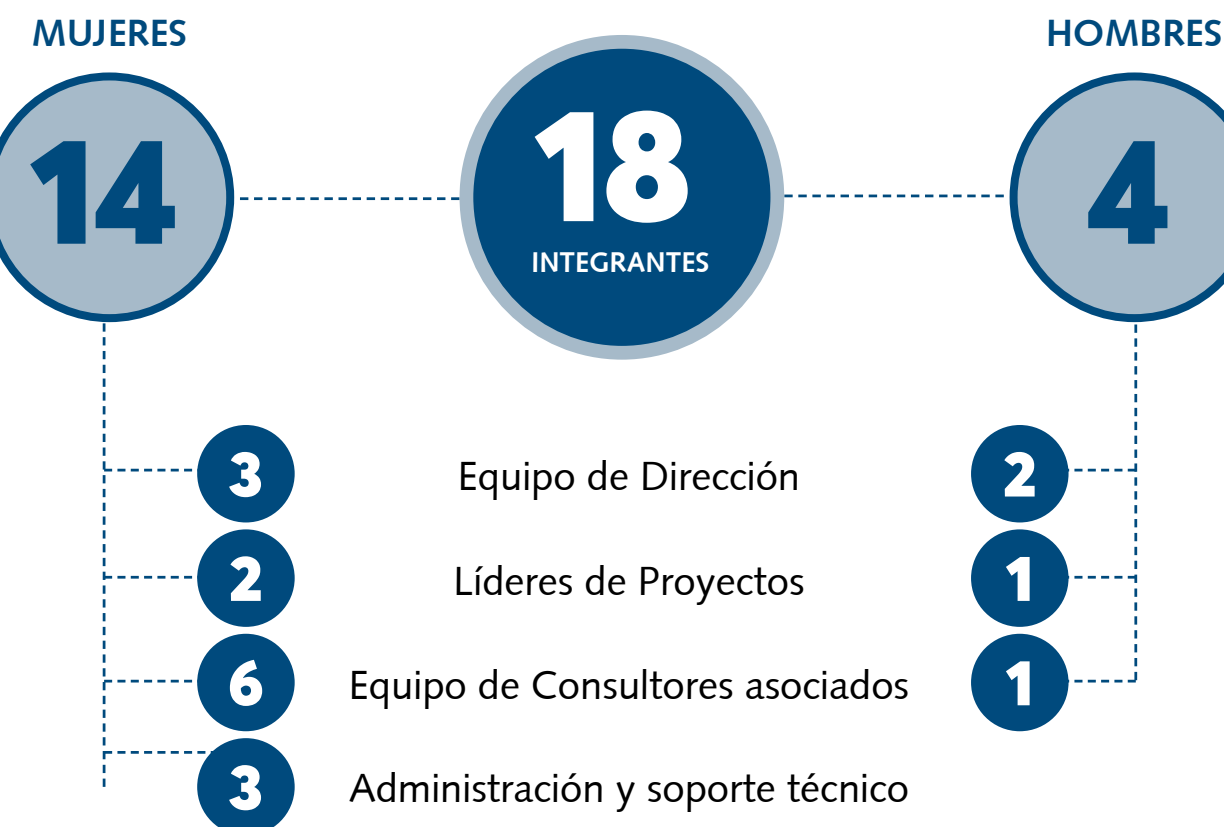 MUJERES
HOMBRES
14
18
INTEGRANTES
4
3 Equipo de Dirección 2
2 Líderes de Proyectos 1
6 Equipo de Consultores asociados 1
3 Administración y soporte técnico